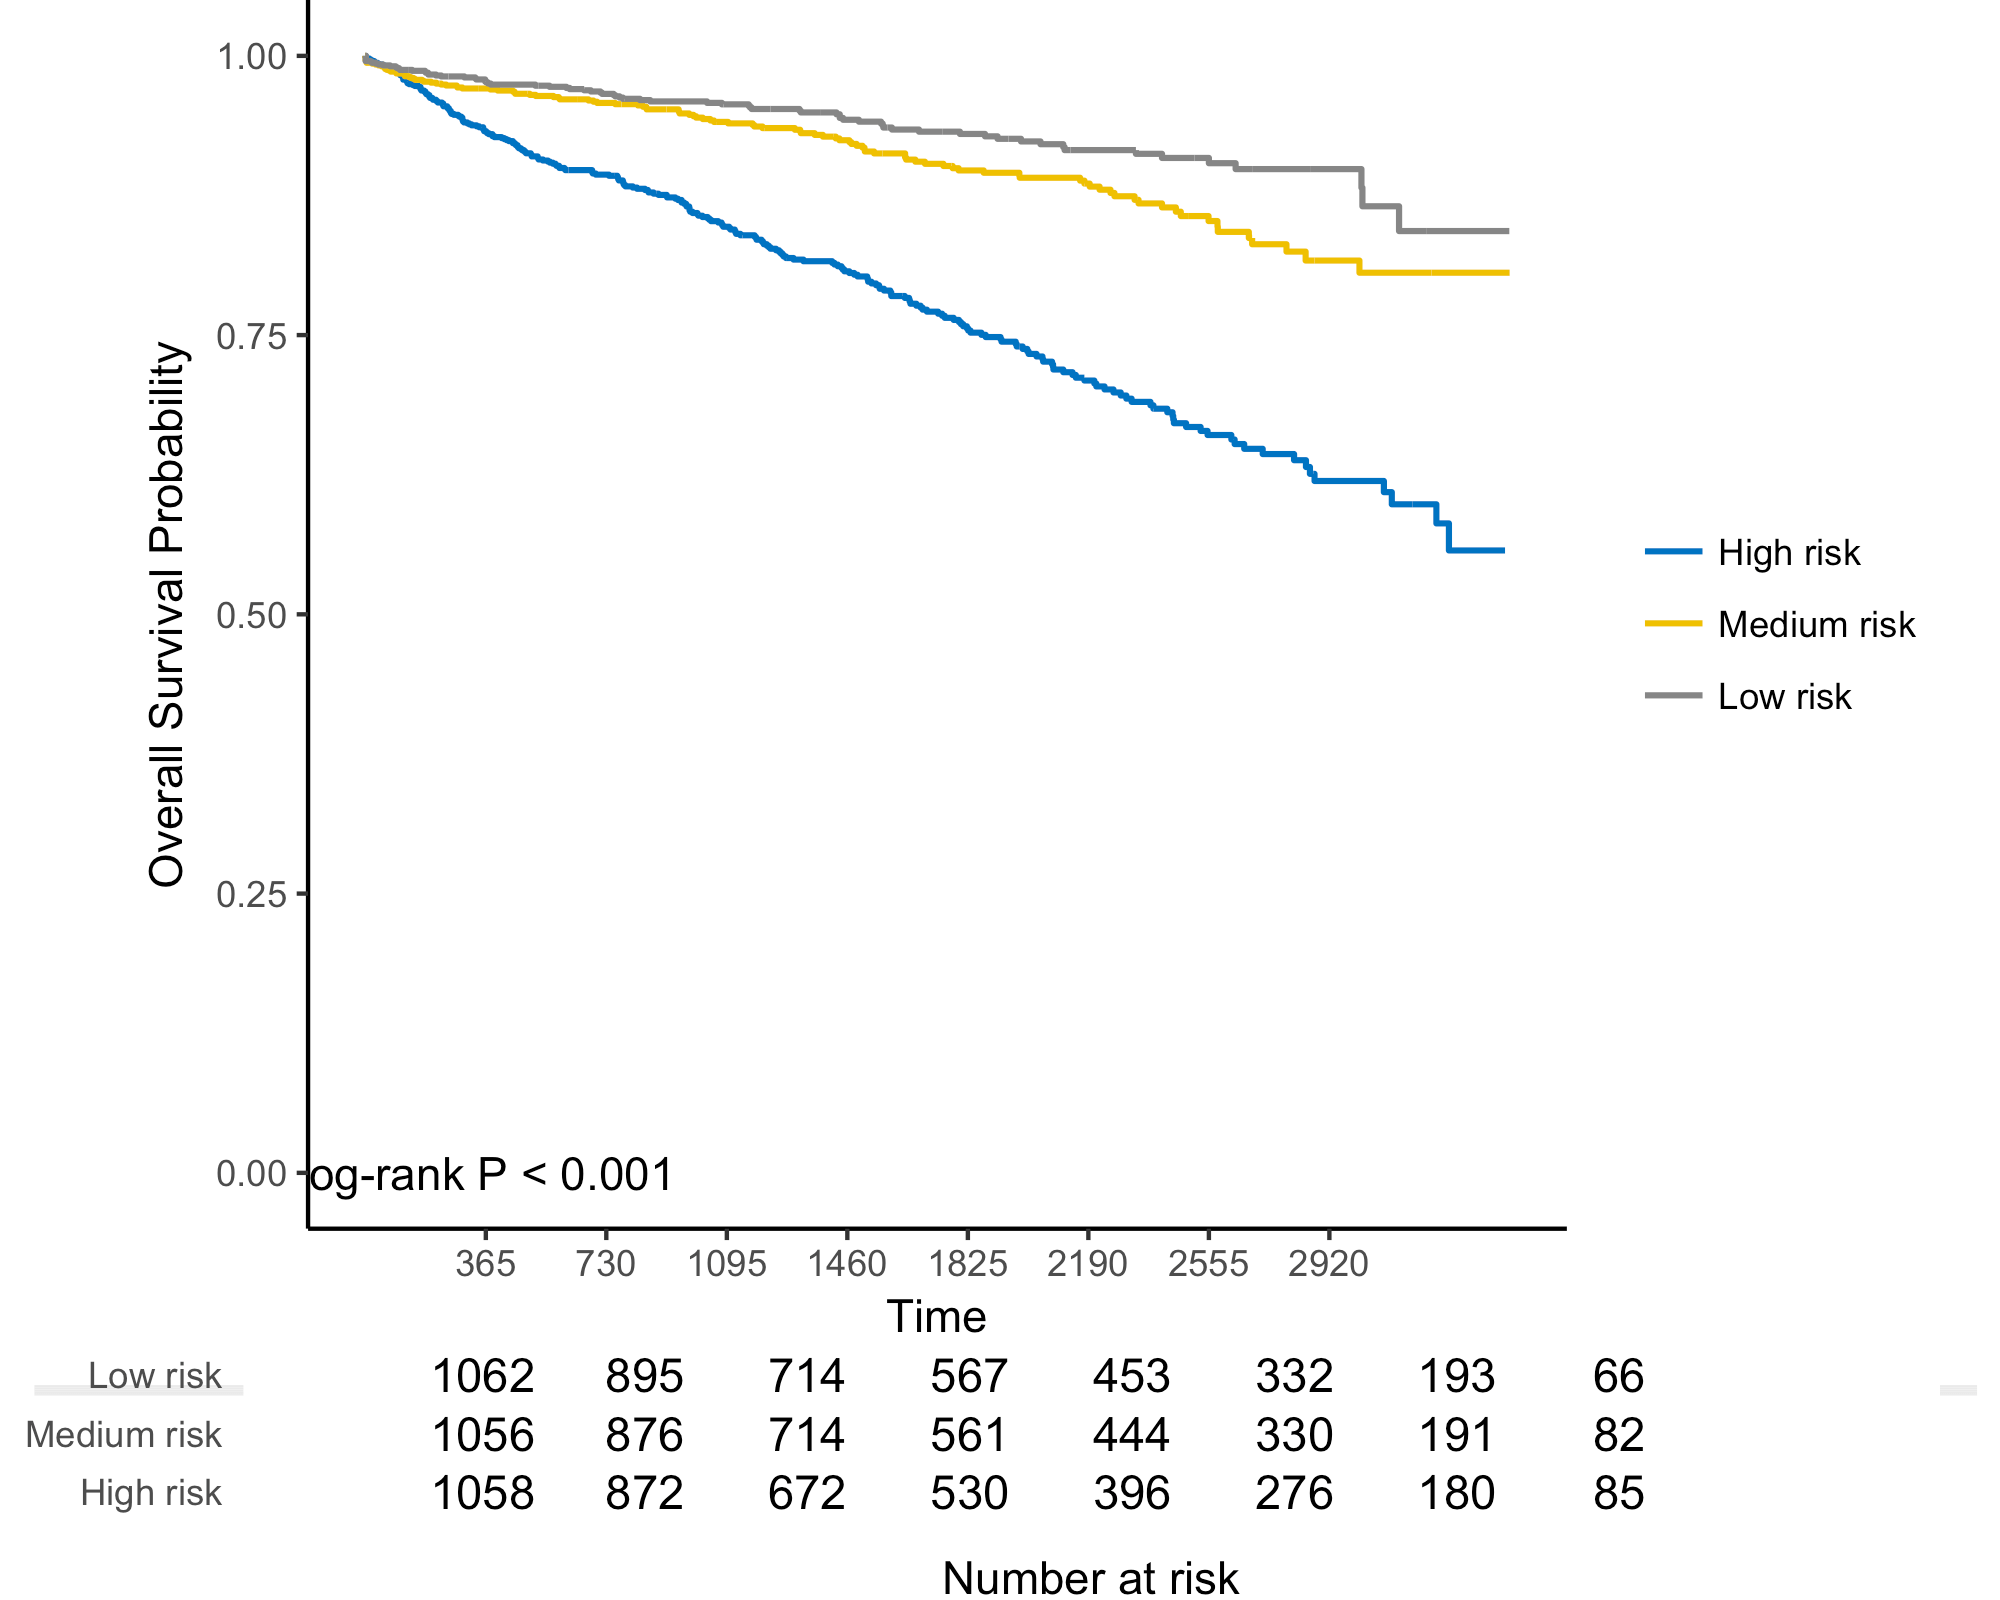 1.00
0.75
0.50
0.25
0.00
Overall Survival Probability
og-rank P < 0.001
365 730 1095 1460 1825 2190 2555 2920
Time
High risk
Medium risk
Low risk
Low risk 1062 895 714 567 453 332 193 66
Medium risk 1056 876 714 561 444 330 191 82
High risk 1058 872 672 530 396 276 180 85
Number at risk